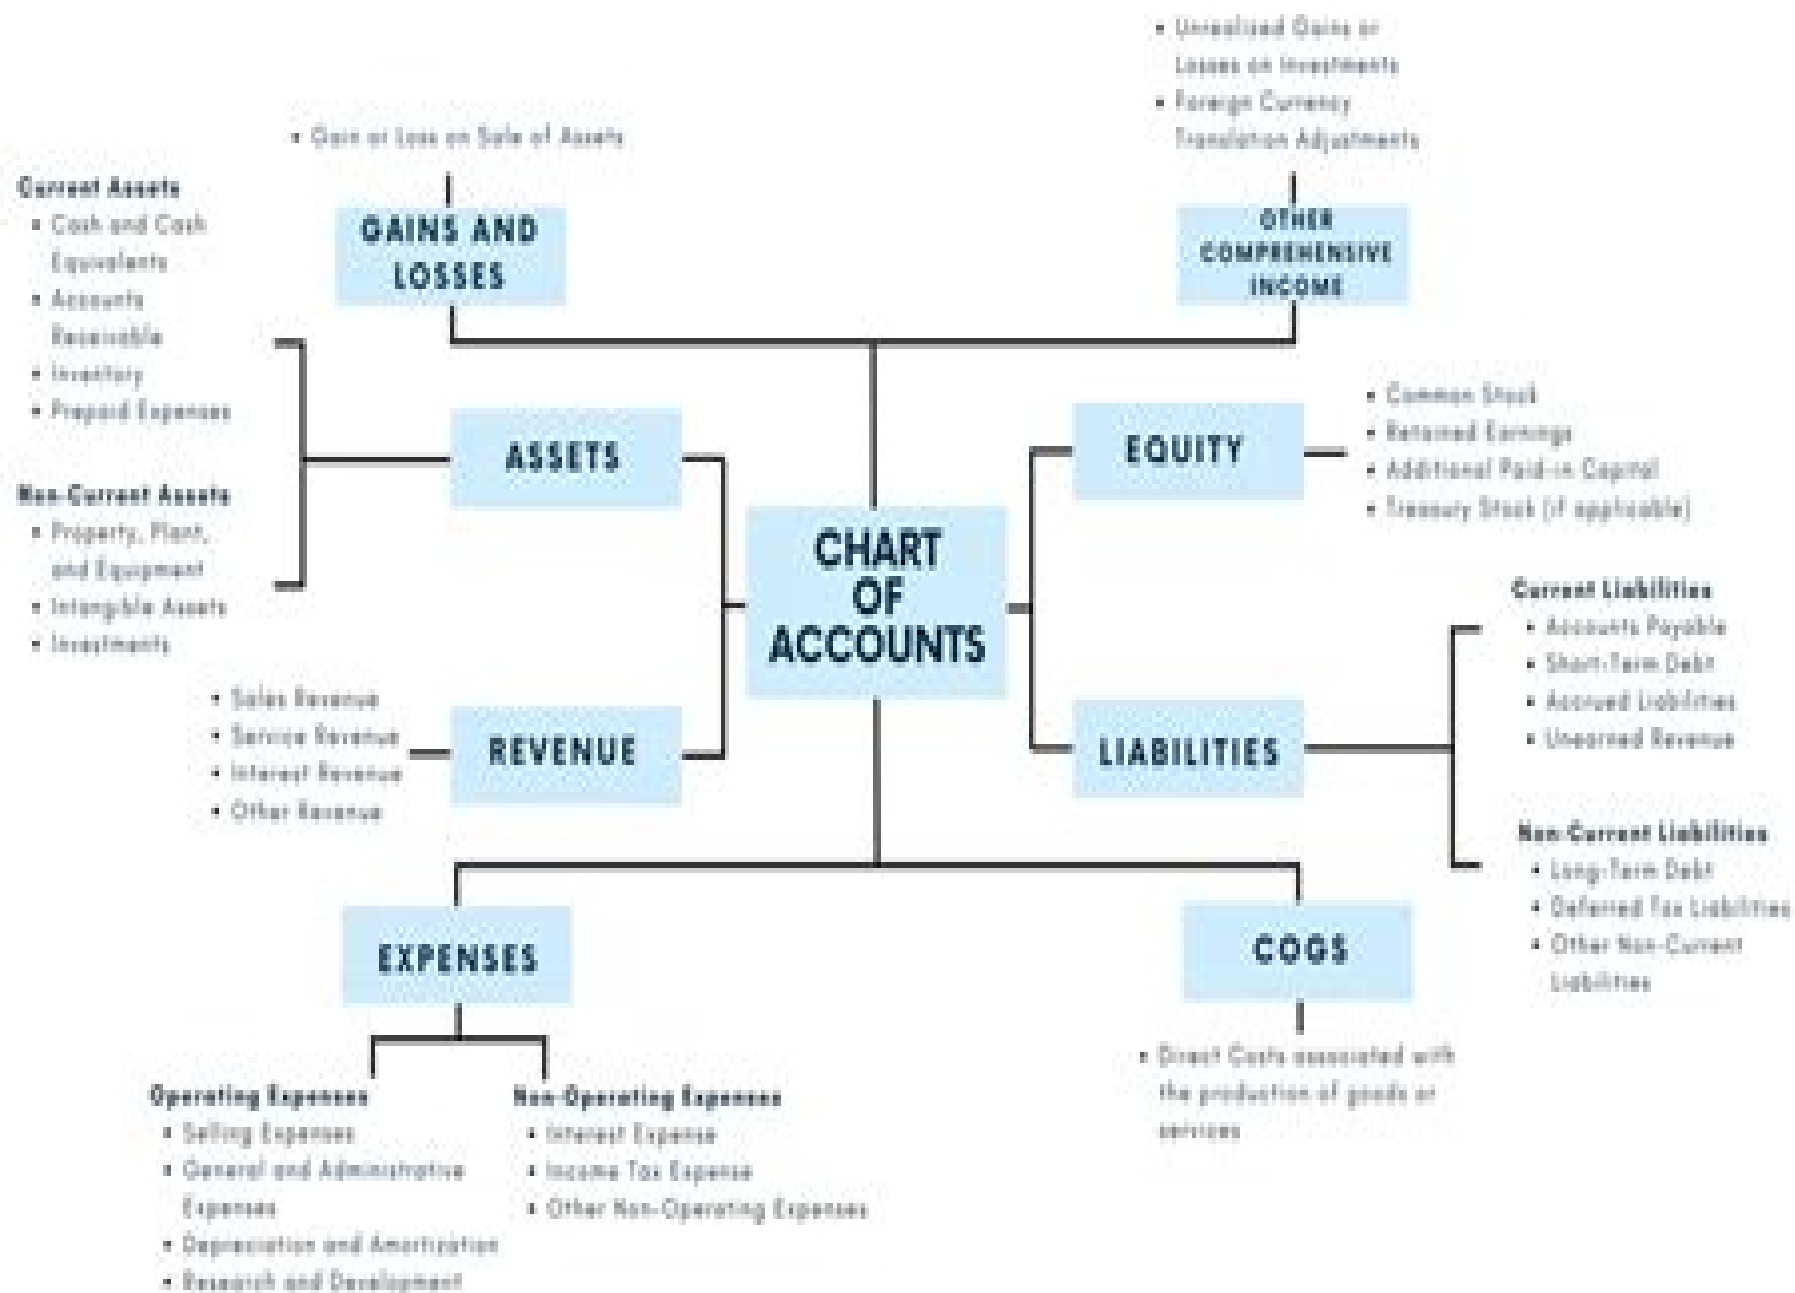 • Unrealized Gains or
Losses on Investments
• Foreign Currency
Translation Adjustments
• Gain or Loss on Sale of Assets
GAINS AND
LOSSES
OTHER
COMPREHENSIVE
INCOME
Current Assets
• Cash and Cash
Equivalents
• Accounts
Receivable
• Inventory
• Prepaid Expenses
Non-Current Assets
• Property, Plant,
and Equipment
• Intangible Assets
• Investments
ASSETS
EQUITY
• Common Stock
• Retained Earnings
• Additional Paid-in Capital
• Treasury Stock (if applicable)
CHART
OF
ACCOUNTS
• Sales Revenue
• Service Revenue
• Interest Revenue
• Other Revenue
REVENUE
LIABILITIES
Current Liabilities
• Accounts Payable
• Short-Term Debt
• Accrued Liabilities
• Unearned Revenue
Non-Current Liabilities
• Long-Term Debt
• Deferred Tax Liabilities
• Other Non-Current
Liabilities
EXPENSES
COGS
Operating Expenses
• Selling Expenses
• General and Administrative
Expenses
• Depreciation and Amortization
• Research and Development
Non-Operating Expenses
• Interest Expense
• Income Tax Expense
• Other Non-Operating Expenses
• Direct Costs associated with
the production of goods or
services